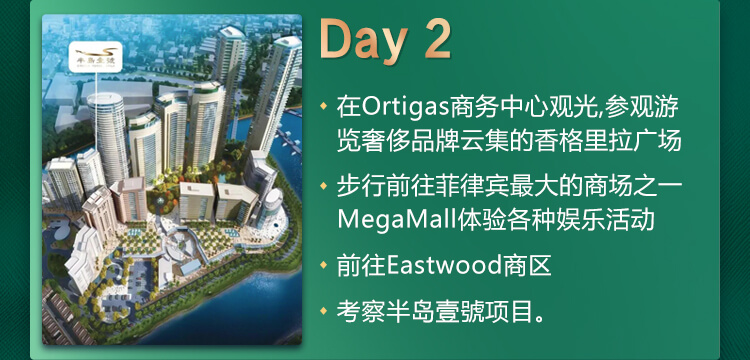 半岛壹號
Day 2
在Ortigas商务中心观光,参观游
览奢侈品牌云集的香格里拉广场
步行前往菲律宾最大的商场之一
MegaMall体验各种娱乐活动
前往Eastwood商区
考察半岛壹號项目。